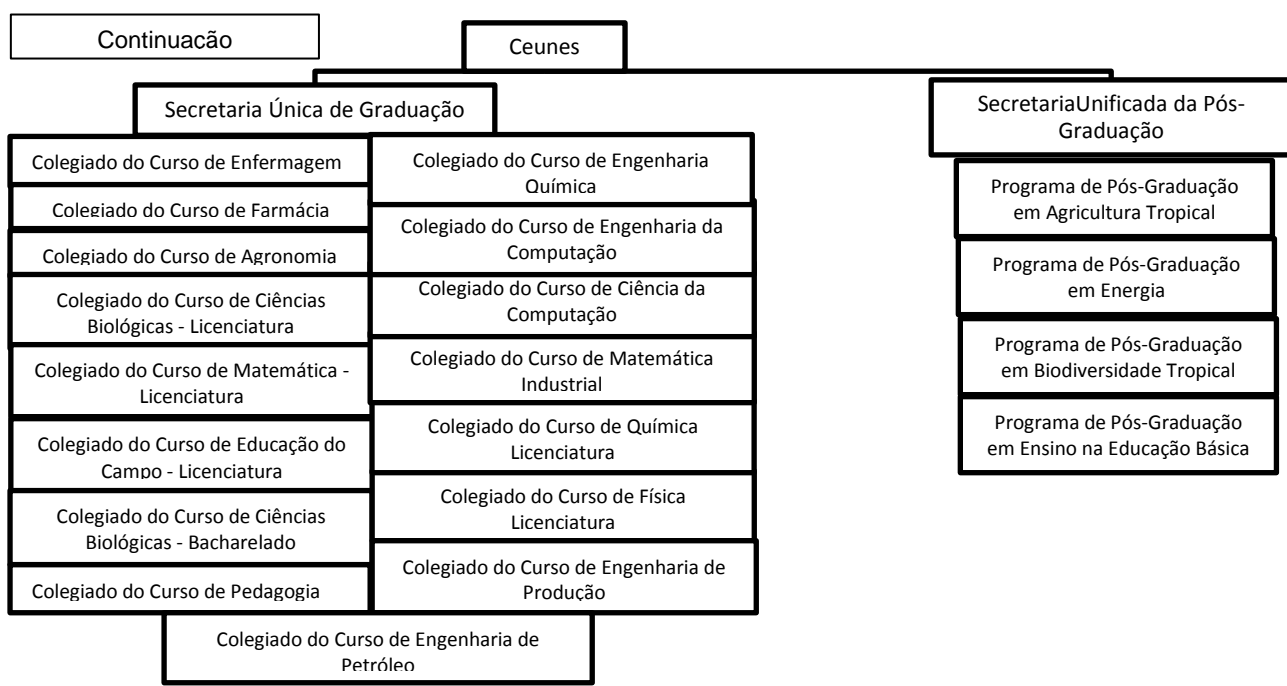 Continuacão
Ceunes
Secretaria Única de Graduação
Colegiado do Curso de Enfermagem
Colegiado do Curso de Farmácia
Colegiado do Curso de Agronomia
Colegiado do Curso de Ciências
Biológicas - Licenciatura
Colegiado do Curso de Matemática -
Licenciatura
Colegiado do Curso de Educação do
Campo - Licenciatura
Colegiado do Curso de Ciências
Biológicas - Bacharelado
Colegiado do Curso de Pedagogia
Colegiado do Curso de Engenharia
Química
Colegiado do Curso de Engenharia da
Computação
Colegiado do Curso de Ciência da
Computação
Colegiado do Curso de Matemática
Industrial
Colegiado do Curso de Química
Licenciatura
Colegiado do Curso de Física
Licenciatura
Colegiado do Curso de Engenharia de
Produção
Colegiado do Curso de Engenharia de
Petróleo
SecretariaUnificada da Pós-
Graduação
Programa de Pós-Graduação
em Agricultura Tropical
Programa de Pós-Graduação
em Energia
Programa de Pós-Graduação
em Biodiversidade Tropical
Programa de Pós-Graduação
em Ensino na Educação Básica